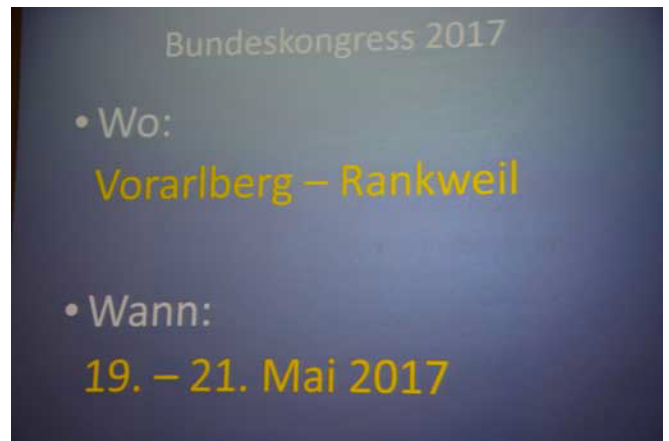 Bundeskongress 2017
• Wo:
Vorarlberg – Rankweil
• Wann:
19. – 21. Mai 2017